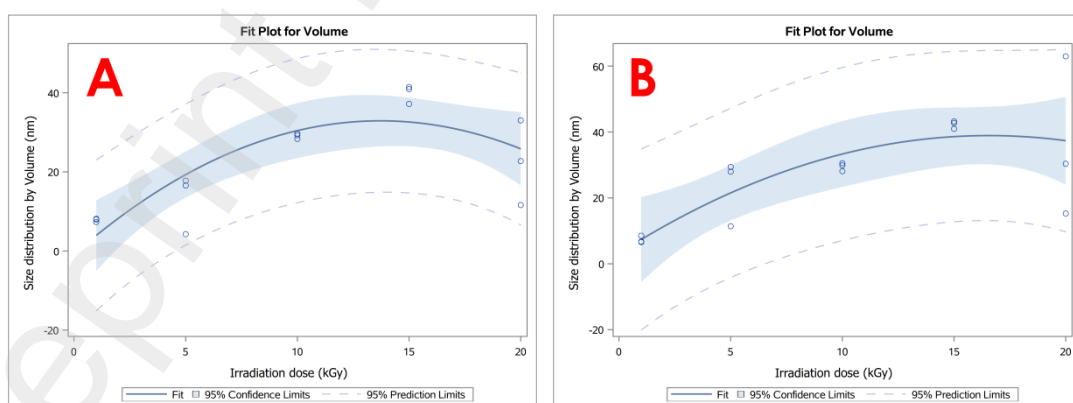 Fit Plot for Volume
A
Size distribution by Volume (nm)
40
20
0
-20
0
5
10
15
20
Irradiation dose (kGy)
Fit
95% Confidence Limits
95% Prediction Limits
Fit Plot for Volume
B
Size distribution by Volume (nm)
60
40
20
0
-20
0
5
10
15
20
Irradiation dose (kGy)
Fit
95% Confidence Limits
95% Prediction Limits
eprint